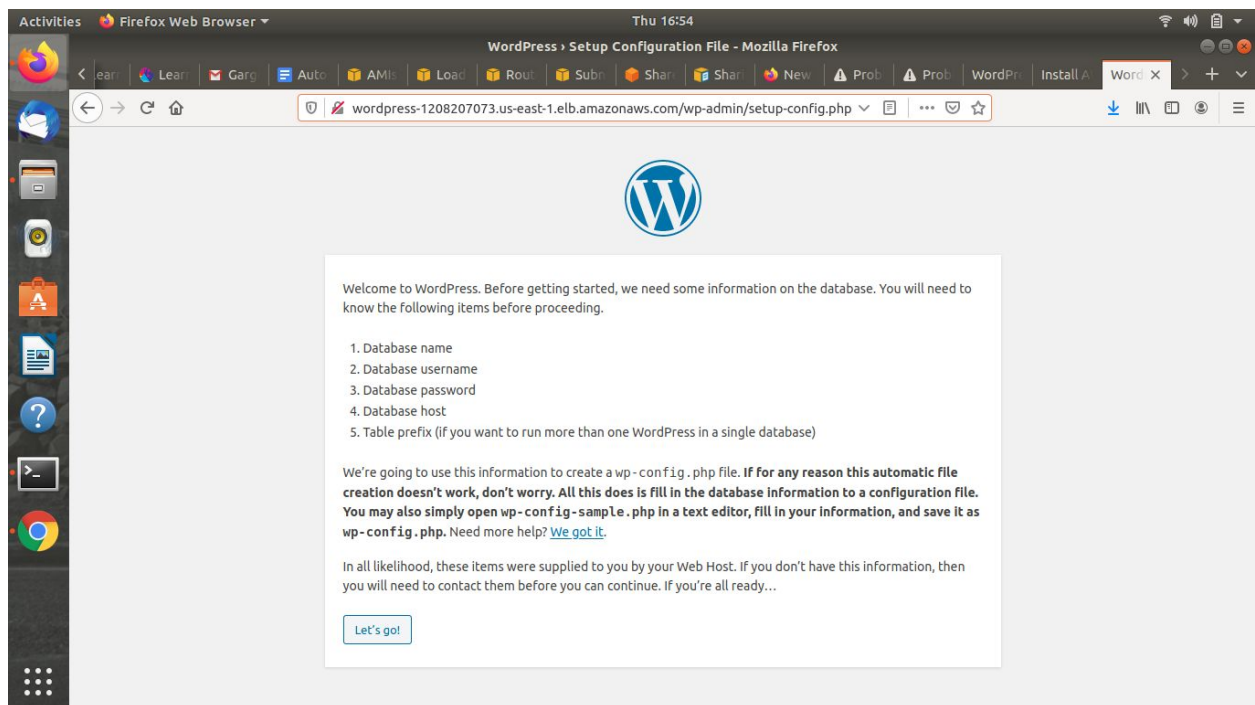 Activities Firefox Web Browser Thu 16:54
WordPress › Setup Configuration File - Mozilla Firefox
ear Lear Garg Auto AMIs Load Rout Subn Shar Shar New Prob Prob WordPr Install A Word
wordpress-1208207073.us-east-1.elb.amazonaws.com/wp-admin/setup-config.php
Welcome to WordPress. Before getting started, we need some information on the database. You will need to
know the following items before proceeding.
1. Database name
2. Database username
3. Database password
4. Database host
5. Table prefix (if you want to run more than one WordPress in a single database)
We’re going to use this information to create a wp-config.php file. If for any reason this automatic file
creation doesn’t work, don’t worry. All this does is fill in the database information to a configuration file.
You may also simply open wp-config-sample.php in a text editor, fill in your information, and save it as
wp-config.php. Need more help? We got it.
In all likelihood, these items were supplied to you by your Web Host. If you don’t have this information, then
you will need to contact them before you can continue. If you’re all ready…
Let’s go!